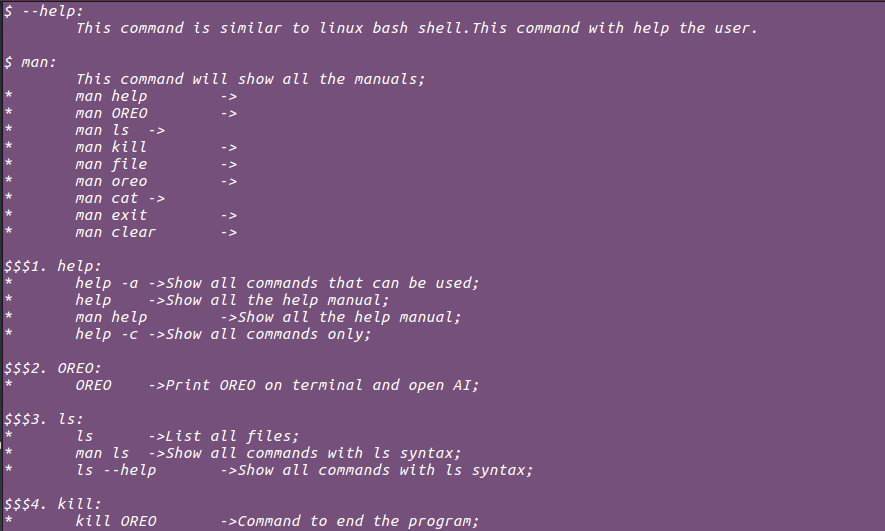 $ --help:
This command is similar to linux bash shell.This command with help the user.
$ man:
This command will show all the manuals;
* man help ->
* man OREO ->
* man ls ->
* man kill ->
* man file ->
* man oreo ->
* man cat ->
* man exit ->
* man clear ->
$$$1. help:
* help -a ->Show all commands that can be used;
* help ->Show all the help manual;
* man help ->Show all the help manual;
* help -c ->Show all commands only;
$$$2. OREO:
* OREO ->Print OREO on terminal and open AI;
$$$3. ls:
* ls ->List all files;
* man ls ->Show all commands with ls syntax;
* ls --help ->Show all commands with ls syntax;
$$$4. kill:
* kill OREO ->Command to end the program;